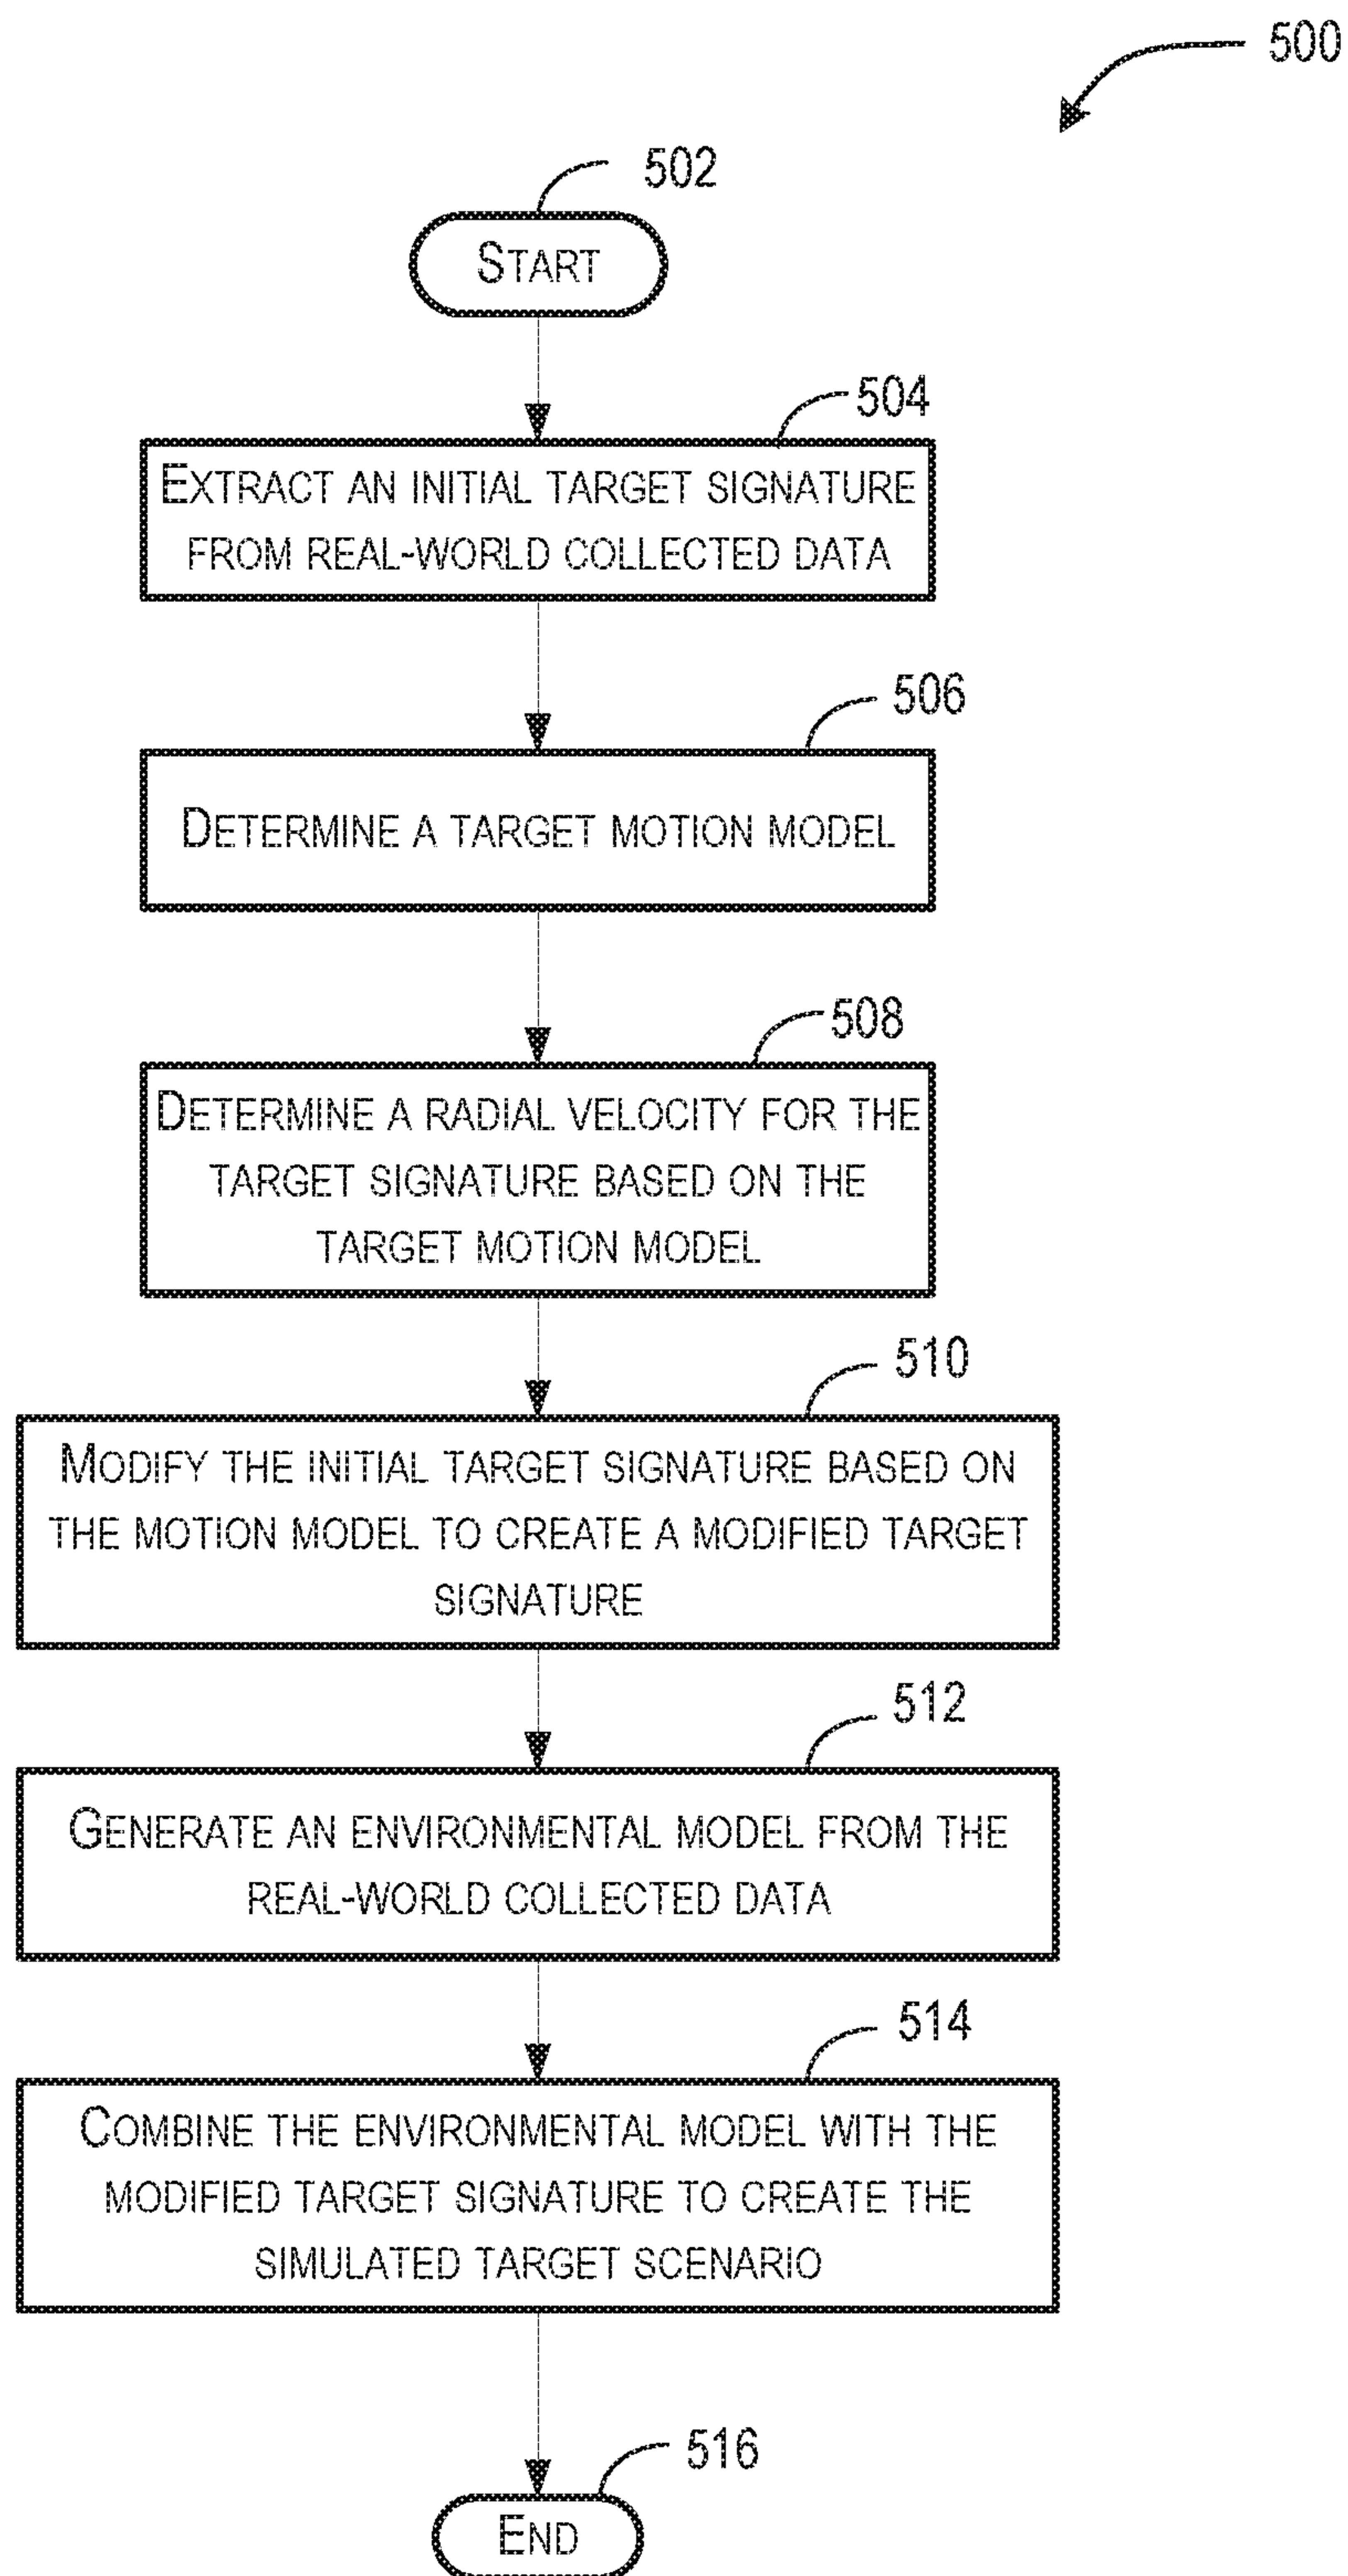 500
502
START
504
EXTRACT AN INITIAL TARGET SIGNATURE
FROM REAL-WORLD COLLECTED DATA
506
DETERMINE A TARGET MOTION MODEL
508
DETERMINE A RADIAL VELOCITY FOR THE
TARGET SIGNATURE BASED ON THE
TARGET MOTION MODEL
510
MODIFY THE INITIAL TARGET SIGNATURE BASED ON
THE MOTION MODEL TO CREATE A MODIFIED TARGET
SIGNATURE
512
GENERATE AN ENVIRONMENTAL MODEL FROM THE
REAL-WORLD COLLECTED DATA
514
COMBINE THE ENVIRONMENTAL MODEL WITH THE
MODIFIED TARGET SIGNATURE TO CREATE THE
SIMULATED TARGET SCENARIO
516
END